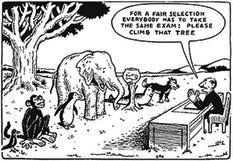 FOR A FAIR SELECTION
EVERYBODY HAS TO TAKE
THE SAME EXAM: PLEASE
CLIMB THAT TREE